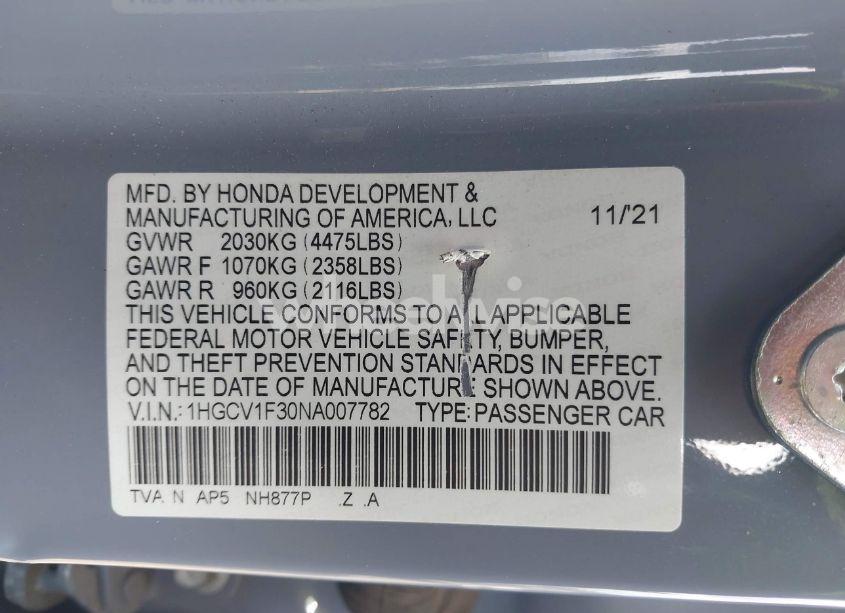 MFD. BY HONDA DEVELOPMENT &
MANUFACTURING OF AMERICA, LLC 11/'21
GVWR 2030KG (4475LBS)
GAWR F 1070KG (2358LBS)
GAWR R 960KG (2116LBS)
THIS VEHICLE CONFORMS TO ALL APPLICABLE
FEDERAL MOTOR VEHICLE SAFETY, BUMPER,
AND THEFT PREVENTION STANDARDS IN EFFECT
ON THE DATE OF MANUFACTURE SHOWN ABOVE.
V.I.N.: 1HGCV1F30NA007782 TYPE: PASSENGER CAR
TVA N AP5 NH877P .Z .A